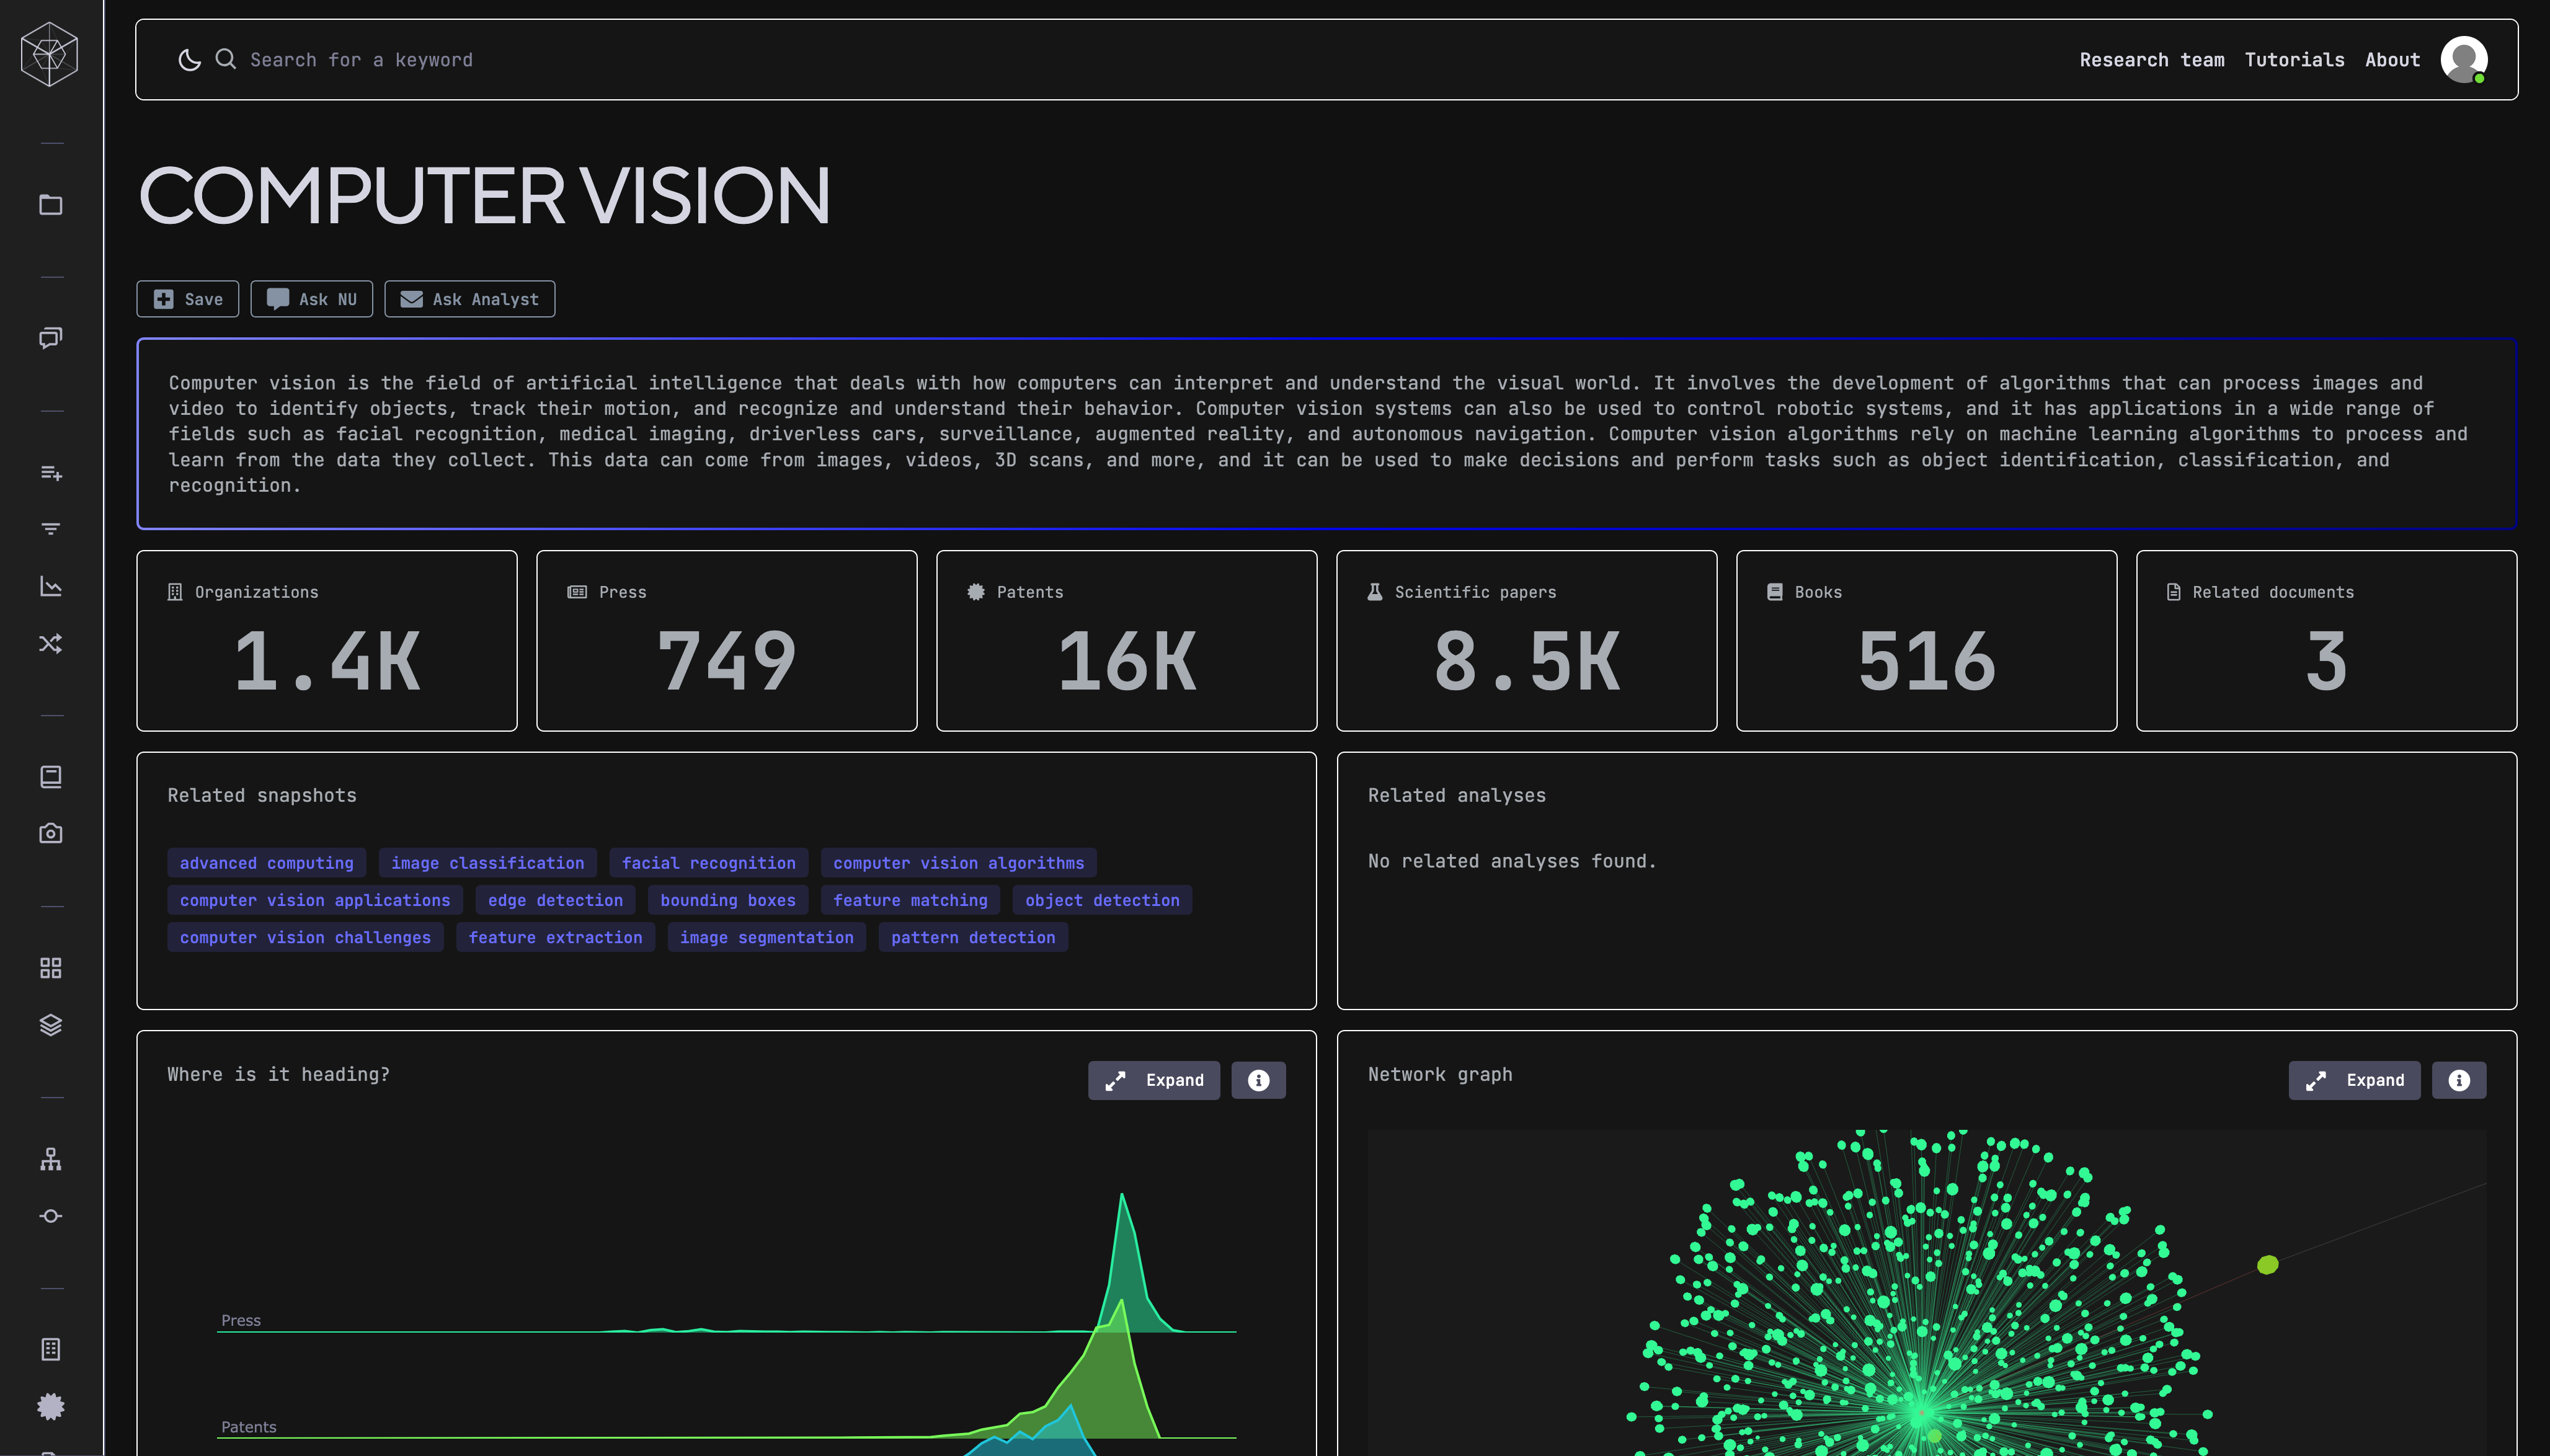 Search for a keyword
Research team
Tutorials
About
COMPUTER VISION
Save
Ask NU
Ask Analyst
Computer vision is the field of artificial intelligence that deals with how computers can interpret and understand the visual world. It involves the development of algorithms that can process images and
video to identify objects, track their motion, and recognize and understand their behavior. Computer vision systems can also be used to control robotic systems, and it has applications in a wide range of
fields such as facial recognition, medical imaging, driverless cars, surveillance, augmented reality, and autonomous navigation. Computer vision algorithms rely on machine learning algorithms to process and
learn from the data they collect. This data can come from images, videos, 3D scans, and more, and it can be used to make decisions and perform tasks such as object identification, classification, and
recognition.
Organizations
1.4K
Press
749
Patents
16K
Scientific papers
8.5K
Books
516
Related documents
3
Related snapshots
advanced computing image classification facial recognition computer vision algorithms
computer vision applications edge detection bounding boxes feature matching object detection
computer vision challenges feature extraction image segmentation pattern detection
Related analyses
No related analyses found.
Where is it heading?
Expand
Press
Patents
Network graph
Expand